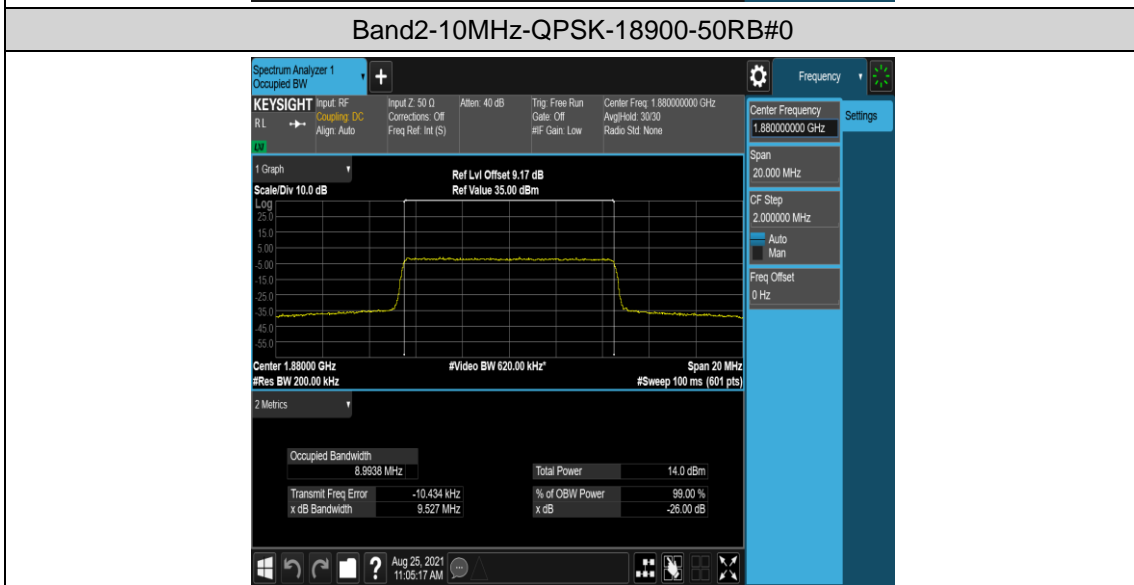 Band2-10MHz-QPSK-18900-50RB#0
Spectrum Analyzer 1
Occupied BW
+
Frequency
KEYSIGHT
RL
Input: RF
Coupling: DC
Align: Auto
Input Z: 50 Ω
Corrections: Off
Freq Ref: Int (S)
Atten: 40 dB
Trig: Free Run
Gate: Off
#IF Gain: Low
Center Freq: 1.880000000 GHz
Avg|Hold: 30/30
Radio Std: None
Center Frequency
1.880000000 GHz
Settings
Span
20.000 MHz
CF Step
2.000000 MHz
Auto
Man
Freq Offset
0 Hz
1 Graph
Ref Lvl Offset 9.17 dB
Scale/Div 10.0 dB
Ref Value 35.00 dBm
Log
25.0
15.0
5.00
-5.00
-15.0
-25.0
-35.0
-45.0
-55.0
Center 1.88000 GHz
#Video BW 620.00 kHz*
Span 20 MHz
#Res BW 200.00 kHz
#Sweep 100 ms (601 pts)
2 Metrics
Occupied Bandwidth
8.9938 MHz
Total Power 14.0 dBm
Transmit Freq Error -10.434 kHz
% of OBW Power 99.00 %
x dB Bandwidth 9.527 MHz
x dB -26.00 dB
?
Aug 25, 2021
11:05:17 AM